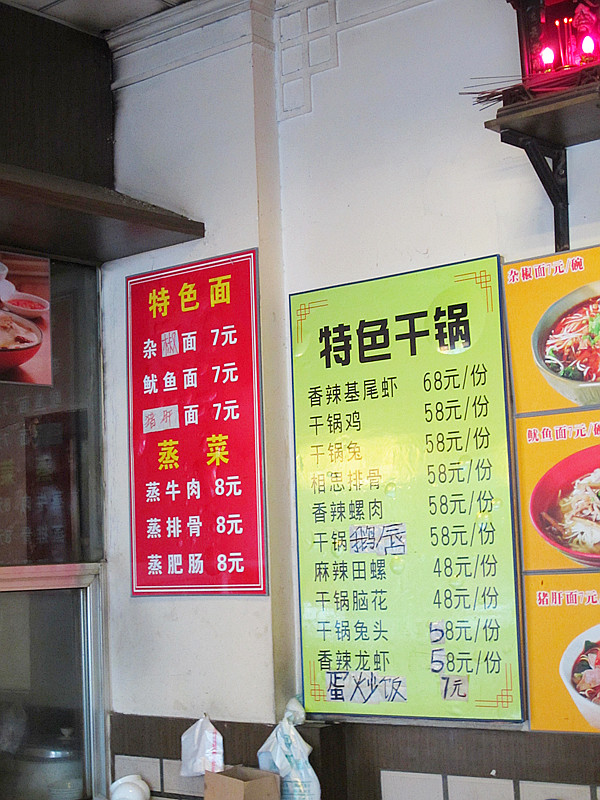 特色面
杂椒面 7元
鱿鱼面 7元
猪肝面 7元
蒸菜
蒸牛肉 8元
蒸排骨 8元
蒸肥肠 8元
特色干锅
香辣基尾虾 68元/份
干锅鸡 58元/份
干锅兔 58元/份
相思排骨 58元/份
香辣螺肉 58元/份
干锅鹅唇 58元/份
麻辣田螺 48元/份
干锅脑花 48元/份
干锅兔头 58元/份
香辣龙虾 58元/份
蛋炒饭 7元
杂椒面7元/碗
鱿鱼面7元/碗
猪肝面7元